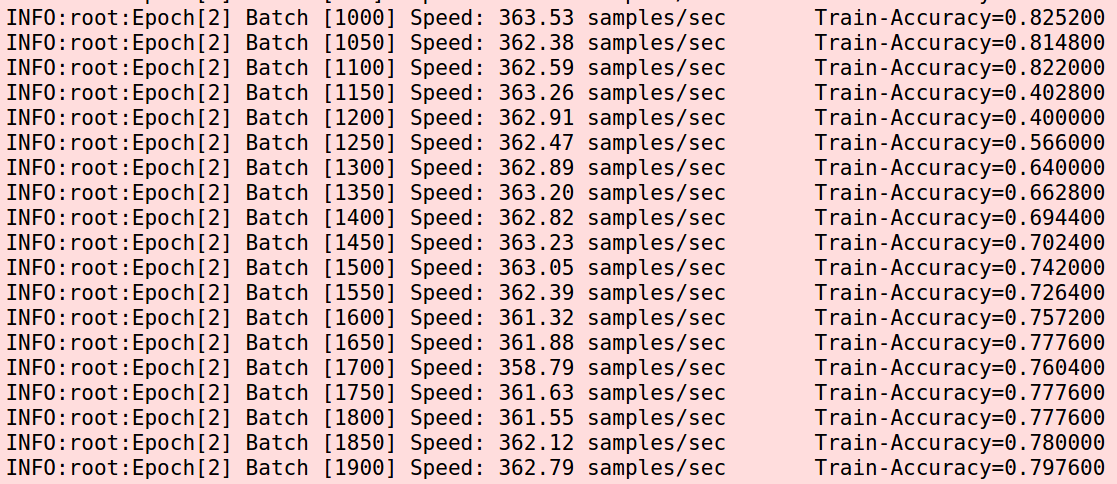 INFO:root:Epoch[2] Batch [1000] Speed: 363.53 samples/sec Train-Accuracy=0.825200
INFO:root:Epoch[2] Batch [1050] Speed: 362.38 samples/sec Train-Accuracy=0.814800
INFO:root:Epoch[2] Batch [1100] Speed: 362.59 samples/sec Train-Accuracy=0.822000
INFO:root:Epoch[2] Batch [1150] Speed: 363.26 samples/sec Train-Accuracy=0.402800
INFO:root:Epoch[2] Batch [1200] Speed: 362.91 samples/sec Train-Accuracy=0.400000
INFO:root:Epoch[2] Batch [1250] Speed: 362.47 samples/sec Train-Accuracy=0.566000
INFO:root:Epoch[2] Batch [1300] Speed: 362.89 samples/sec Train-Accuracy=0.640000
INFO:root:Epoch[2] Batch [1350] Speed: 363.20 samples/sec Train-Accuracy=0.662800
INFO:root:Epoch[2] Batch [1400] Speed: 362.82 samples/sec Train-Accuracy=0.694400
INFO:root:Epoch[2] Batch [1450] Speed: 363.23 samples/sec Train-Accuracy=0.702400
INFO:root:Epoch[2] Batch [1500] Speed: 363.05 samples/sec Train-Accuracy=0.742000
INFO:root:Epoch[2] Batch [1550] Speed: 362.39 samples/sec Train-Accuracy=0.726400
INFO:root:Epoch[2] Batch [1600] Speed: 361.32 samples/sec Train-Accuracy=0.757200
INFO:root:Epoch[2] Batch [1650] Speed: 361.88 samples/sec Train-Accuracy=0.777600
INFO:root:Epoch[2] Batch [1700] Speed: 358.79 samples/sec Train-Accuracy=0.760400
INFO:root:Epoch[2] Batch [1750] Speed: 361.63 samples/sec Train-Accuracy=0.777600
INFO:root:Epoch[2] Batch [1800] Speed: 361.55 samples/sec Train-Accuracy=0.777600
INFO:root:Epoch[2] Batch [1850] Speed: 362.12 samples/sec Train-Accuracy=0.780000
INFO:root:Epoch[2] Batch [1900] Speed: 362.79 samples/sec Train-Accuracy=0.797600